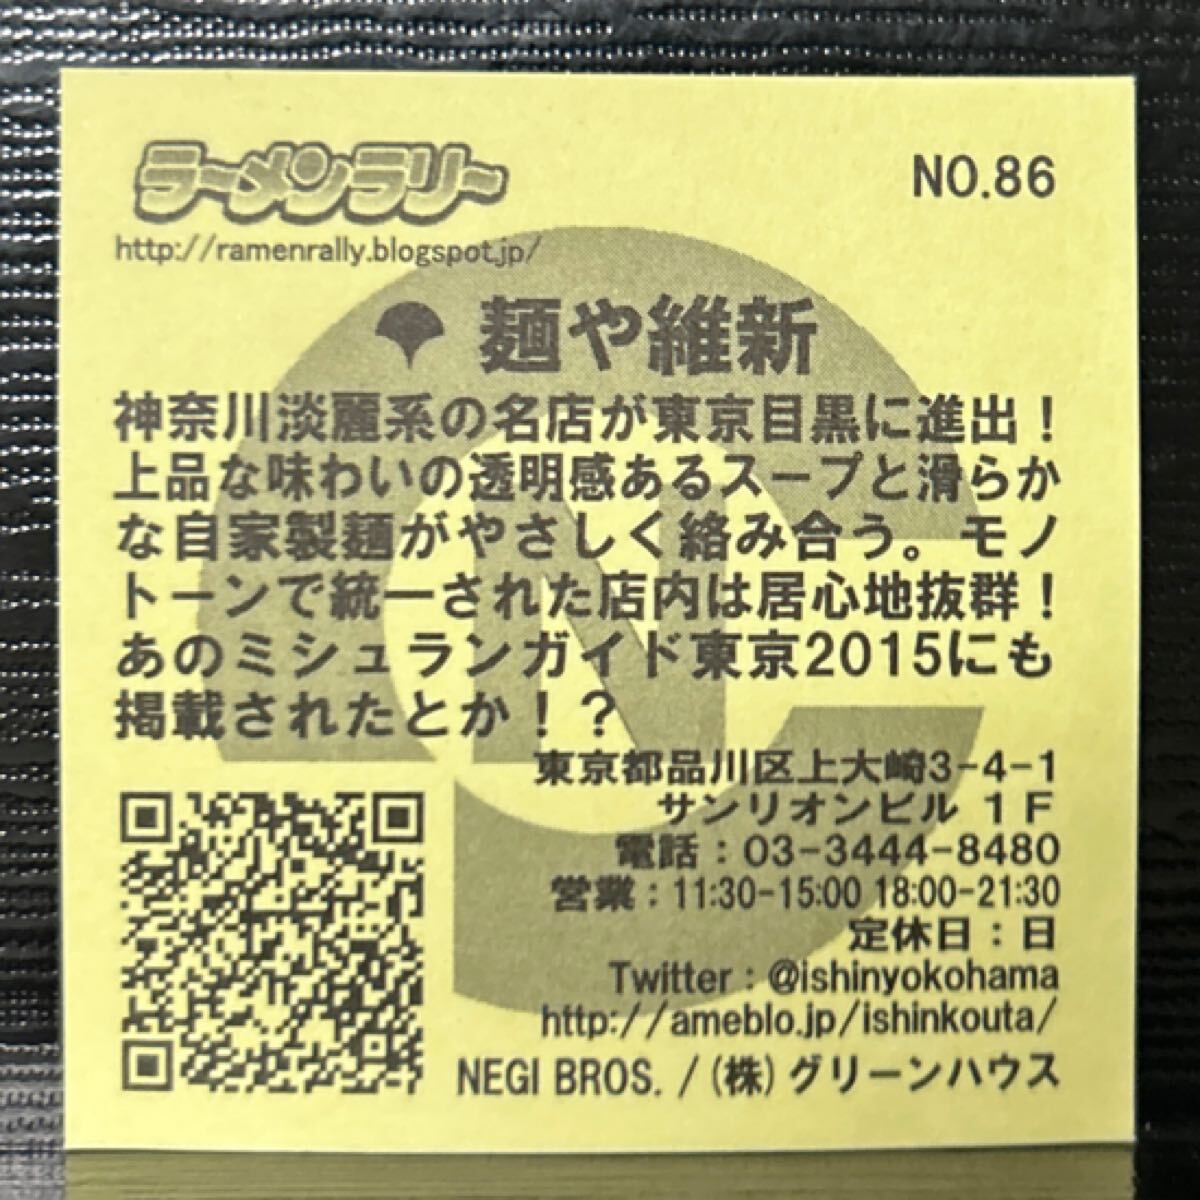 ラーメンラリー
NO.86
http://ramenrally.blogspot.jp/
麺や維新
神奈川淡麗系の名店が東京目黒に進出！
上品な味わいの透明感あるスープと滑らか
な自家製麺がやさしく絡み合う。モノ
トーンで統一された店内は居心地抜群！
あのミシュランガイド東京2015にも
掲載されたとか！？
東京都品川区上大崎3-4-1
サンリオンビル 1F
電話：03-3444-8480
営業：11:30-15:00 18:00-21:30
定休日：日
Twitter：@ishinyokohama
http://ameblo.jp/ishinkouta/
NEGI BROS. / (株) グリーンハウス